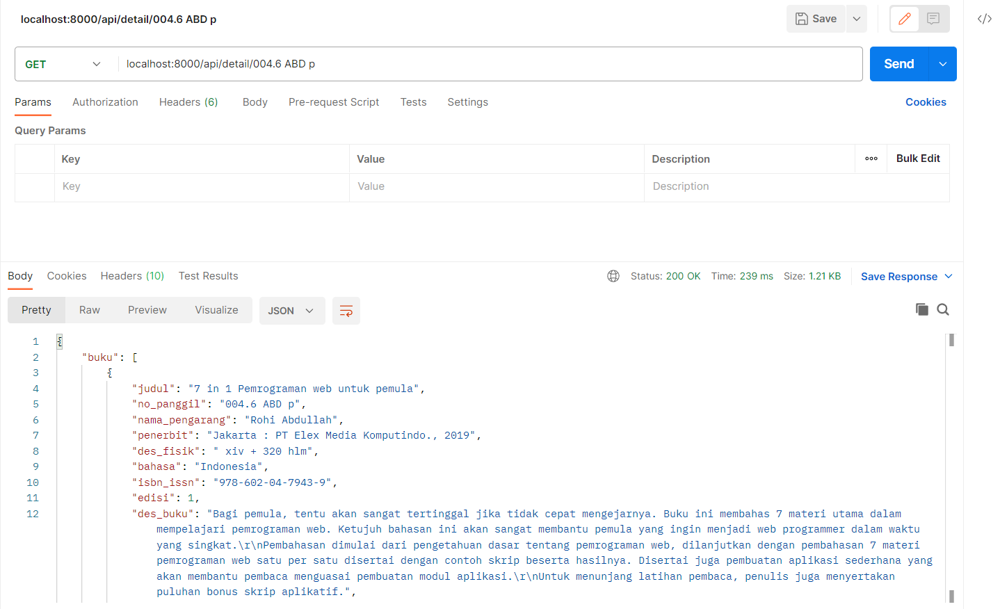 localhost:8000/api/detail/004.6 ABD p
Save
GET
localhost:8000/api/detail/004.6 ABD p
Send
Params Authorization Headers (6) Body Pre-request Script Tests Settings Cookies
Query Params
Key Value Description Bulk Edit
Key Value Description
Body Cookies Headers (10) Test Results Status: 200 OK Time: 239 ms Size: 1.21 KB Save Response
Pretty Raw Preview Visualize JSON
1 {
2 "buku": [
3 {
4 "judul": "7 in 1 Pemrograman web untuk pemula",
5 "no_panggil": "004.6 ABD p",
6 "nama_pengarang": "Rohi Abdullah",
7 "penerbit": "Jakarta : PT Elex Media Komputindo., 2019",
8 "des_fisik": " xiv + 320 hlm",
9 "bahasa": "Indonesia",
10 "isbn_issn": "978-602-04-7943-9",
11 "edisi": 1,
12 "des_buku": "Bagi pemula, tentu akan sangat tertinggal jika tidak cepat mengejarnya. Buku ini membahas 7 materi utama dalam
mempelajari pemrograman web. Ketujuh bahasan ini akan sangat membantu pemula yang ingin menjadi web programmer dalam waktu
yang singkat.\r\nPembahasan dimulai dari pengetahuan dasar tentang pemrograman web, dilanjutkan dengan pembahasan 7 materi
pemrograman web satu per satu disertai dengan contoh skrip beserta hasilnya. Disertai juga pembuatan aplikasi sederhana yang
akan membantu pembaca menguasai pembuatan modul aplikasi.\r\nUntuk menunjang latihan pembaca, penulis juga menyertakan
puluhan bonus skrip aplikatif.",